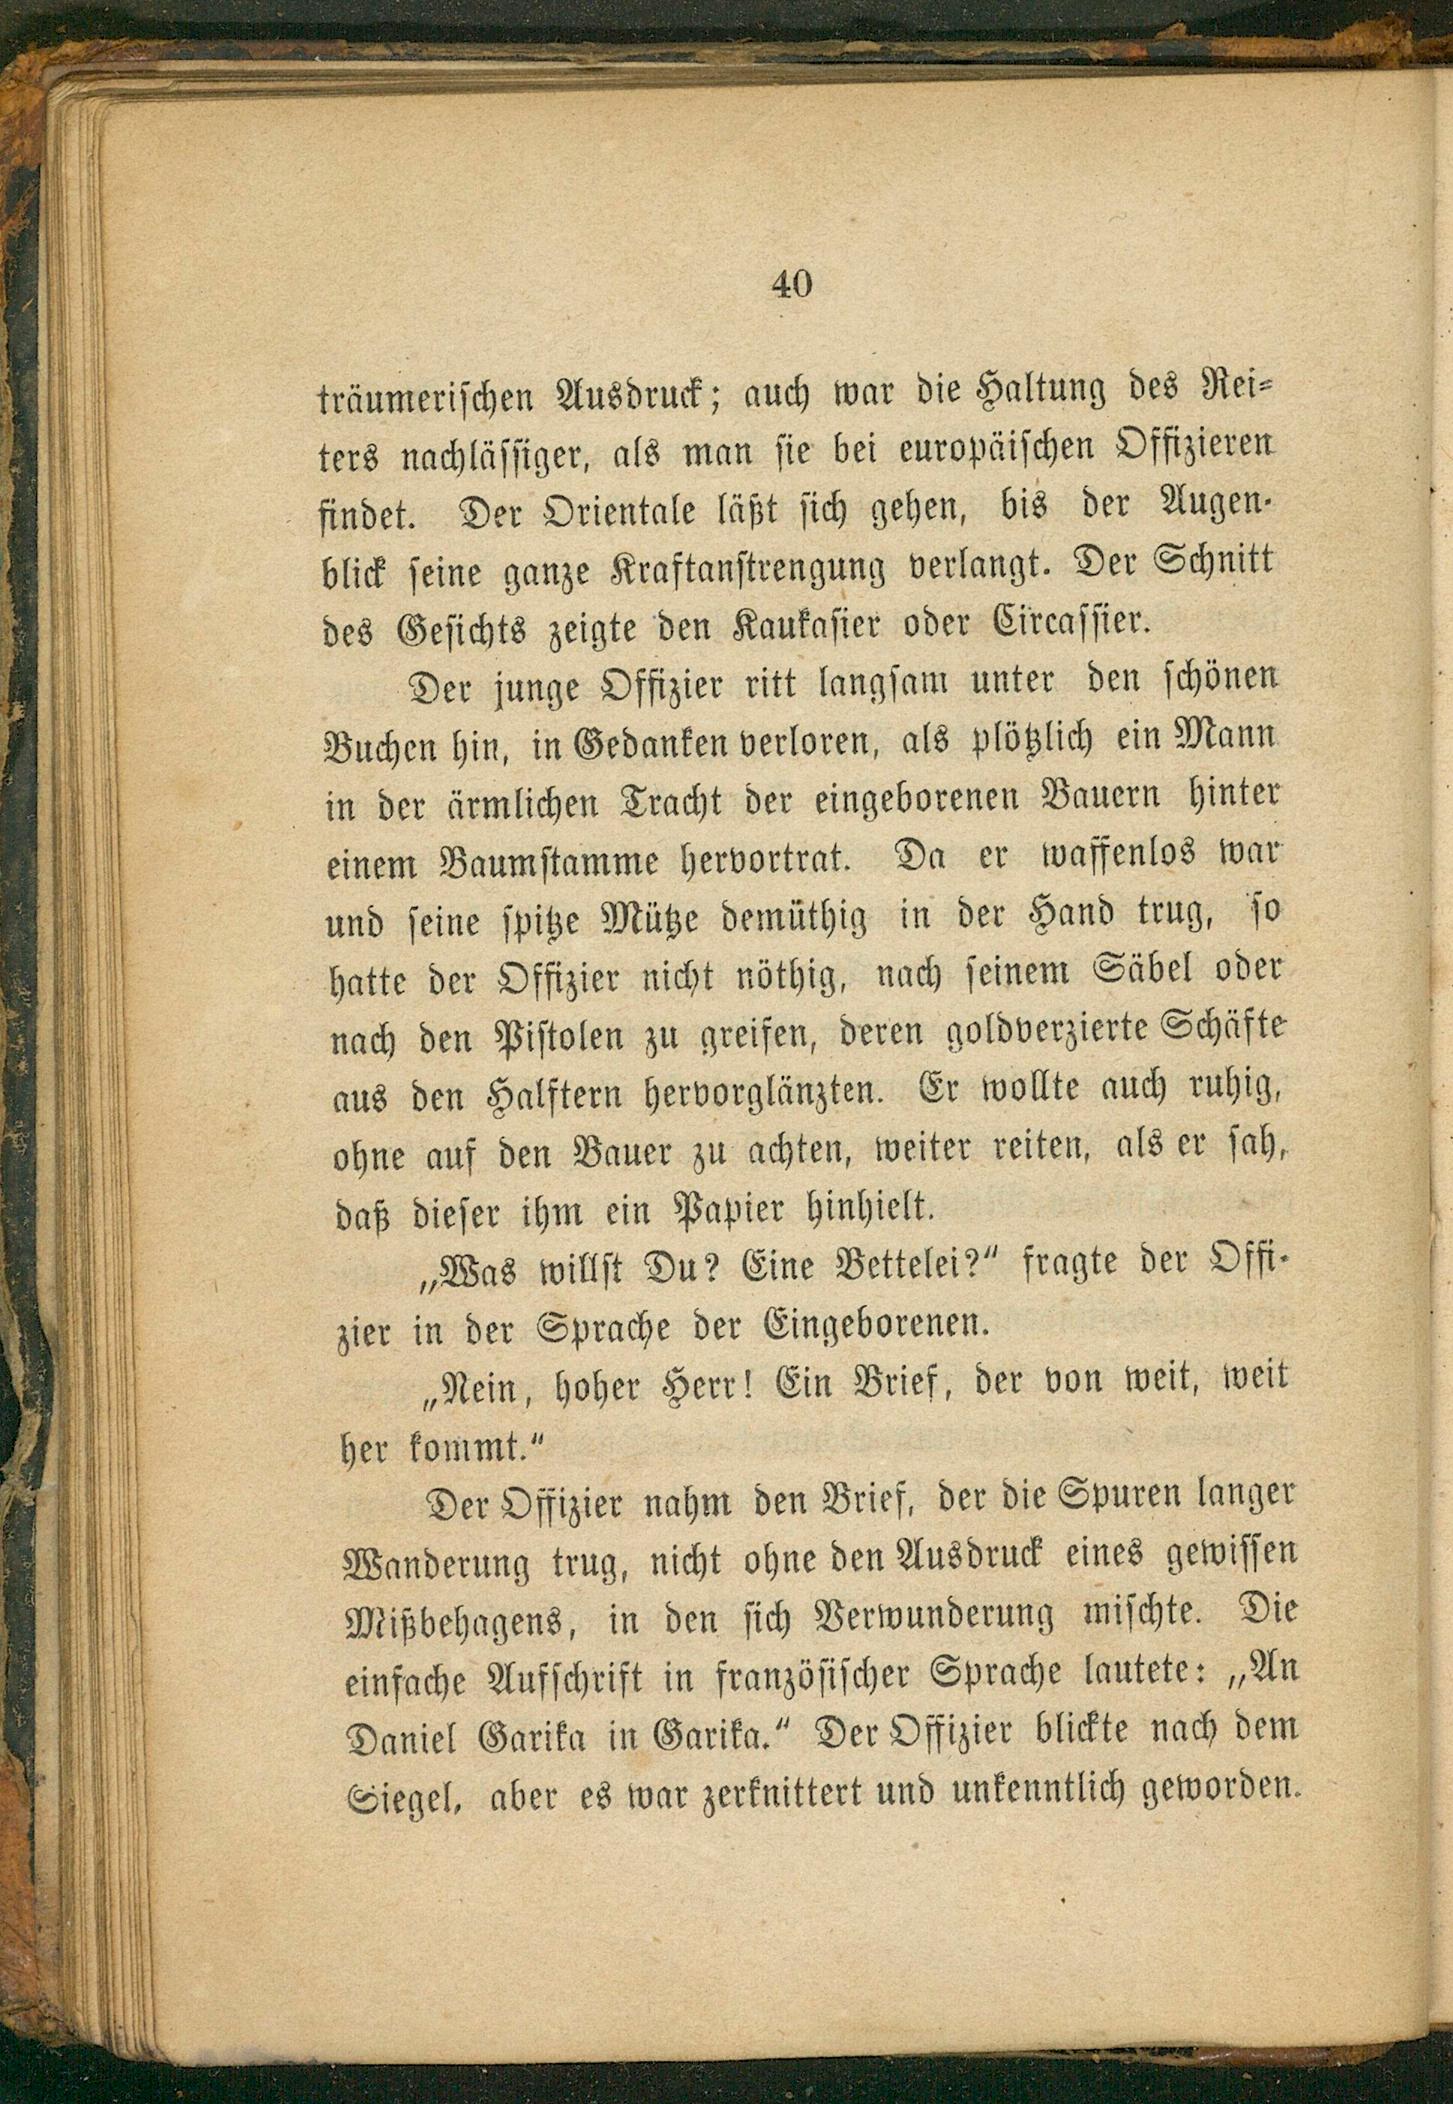 40
träumerischen Ausdruck; auch war die Haltung des Rei-
ters nachlässiger, als man sie bei europäischen Offizieren
findet. Der Orientale läßt sich gehen, bis der Augen-
blick seine ganze Kraftanstrengung verlangt. Der Schnitt
des Gesichts zeigte den Kaukasier oder Circassier.
Der junge Offizier ritt langsam unter den schönen
Buchen hin, in Gedanken verloren, als plötzlich ein Mann
in der ärmlichen Tracht der eingeborenen Bauern hinter
einem Baumstamme hervortrat. Da er waffenlos war
und seine spitze Mütze demüthig in der Hand trug, so
hatte der Offizier nicht nöthig, nach seinem Säbel oder
nach den Pistolen zu greifen, deren goldverzierte Schäfte
aus den Halftern hervorglänzten. Er wollte auch ruhig,
ohne auf den Bauer zu achten, weiter reiten, als er sah,
daß dieser ihm ein Papier hinhielt.
„Was willst Du? Eine Bettelei?“ fragte der Offi-
zier in der Sprache der Eingeborenen.
„Nein, hoher Herr! Ein Brief, der von weit, weit
her kommt.“
Der Offizier nahm den Brief, der die Spuren langer
Wanderung trug, nicht ohne den Ausdruck eines gewissen
Mißbehagens, in den sich Verwunderung mischte. Die
einfache Aufschrift in französischer Sprache lautete: „An
Daniel Garika in Garika.“ Der Offizier blickte nach dem
Siegel, aber es war zerknittert und unkenntlich geworden.